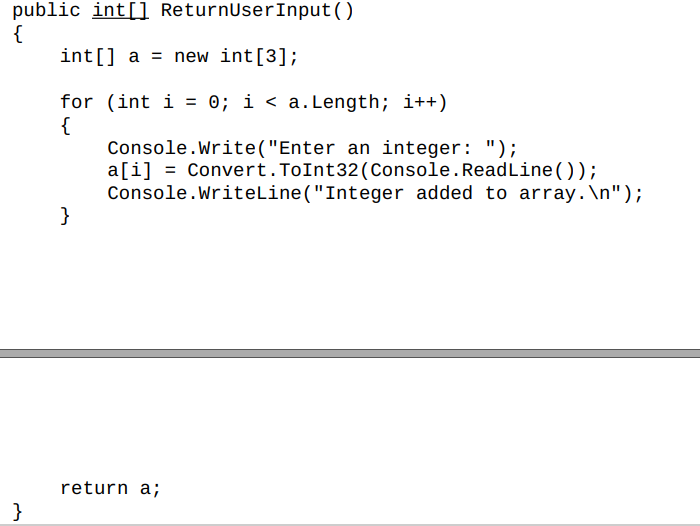 public int[] ReturnUserInput()
{
    int[] a = new int[3];
    for (int i = 0; i < a.Length; i++)
    {
        Console.Write("Enter an integer: ");
        a[i] = Convert.ToInt32(Console.ReadLine());
        Console.WriteLine("Integer added to array.\n");
    }
    return a;
}